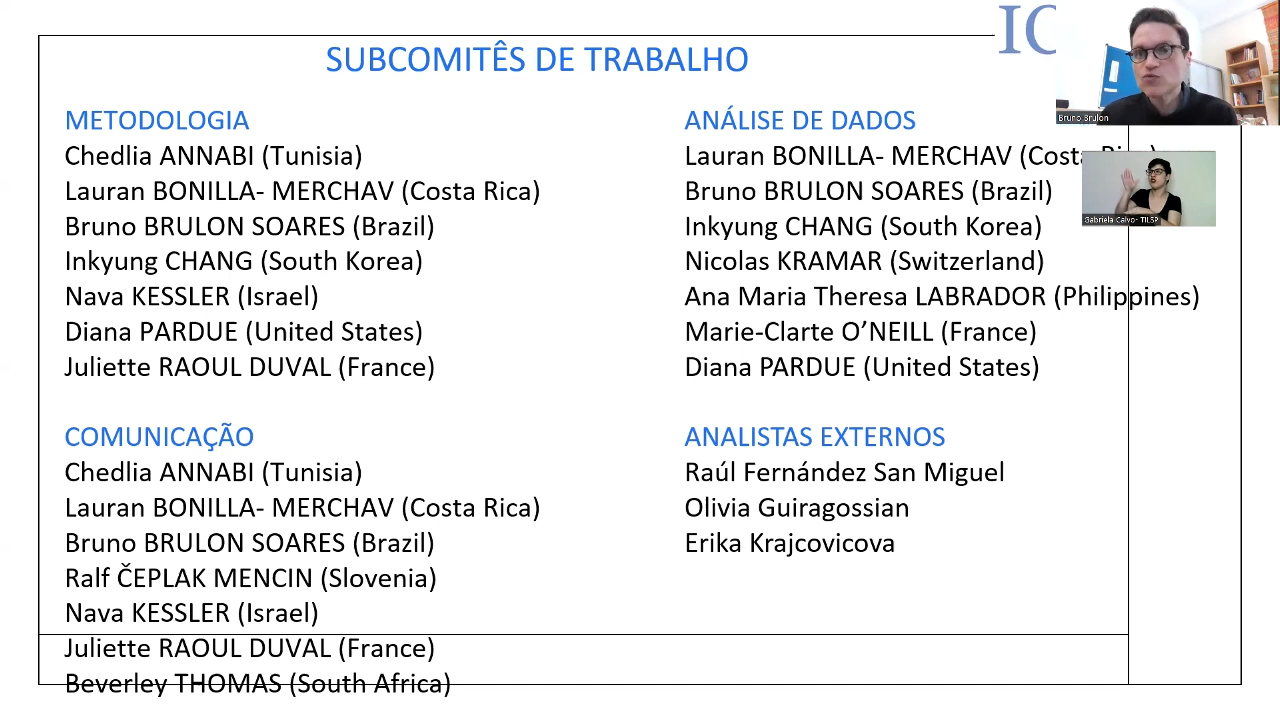 SUBCOMITÊS DE TRABALHO
METODOLOGIA
Chedlia ANNABI (Tunisia)
Lauran BONILLA- MERCHAV (Costa Rica)
Bruno BRULON SOARES (Brazil)
Inkyung CHANG (South Korea)
Nava KESSLER (Israel)
Diana PARDUE (United States)
Juliette RAOUL DUVAL (France)
COMUNICAÇÃO
Chedlia ANNABI (Tunisia)
Lauran BONILLA- MERCHAV (Costa Rica)
Bruno BRULON SOARES (Brazil)
Ralf ČEPLAK MENCIN (Slovenia)
Nava KESSLER (Israel)
Juliette RAOUL DUVAL (France)
Beverley THOMAS (South Africa)
ANÁLISE DE DADOS
Lauran BONILLA- MERCHAV (Costa
Bruno BRULON SOARES (Brazil)
Inkyung CHANG (South Korea)
Nicolas KRAMAR (Switzerland)
Ana Maria Theresa LABRADOR (Philippines)
Marie-Clarte O’NEILL (France)
Diana PARDUE (United States)
ANALISTAS EXTERNOS
Raúl Fernández San Miguel
Olivia Guiragossian
Erika Krajcovicova
Bruno Brulon
Gabriela Calvo- TILSP